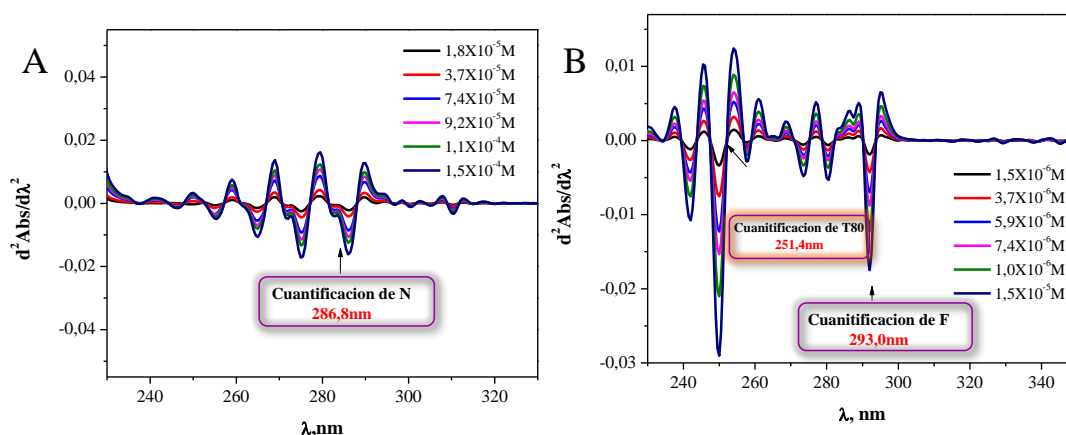 A
d²Abs/dλ²
0,04
0,02
0,00
-0,02
-0,04
1,8X10⁻⁵M
3,7X10⁻⁵M
7,4X10⁻⁵M
9,2X10⁻⁵M
1,1X10⁻⁴M
1,5X10⁻⁴M
Cuantificacion de N
286,8nm
240 260 280 300 320
λ,nm
B
d²Abs/dλ²
0,01
0,00
-0,01
-0,02
-0,03
1,5X10⁻⁶M
3,7X10⁻⁶M
5,9X10⁻⁶M
7,4X10⁻⁶M
1,0X10⁻⁶M
1,5X10⁻⁵M
Cuanitificacion de T80
251,4nm
Cuanitificacion de F
293,0nm
240 260 280 300 320 340
λ, nm